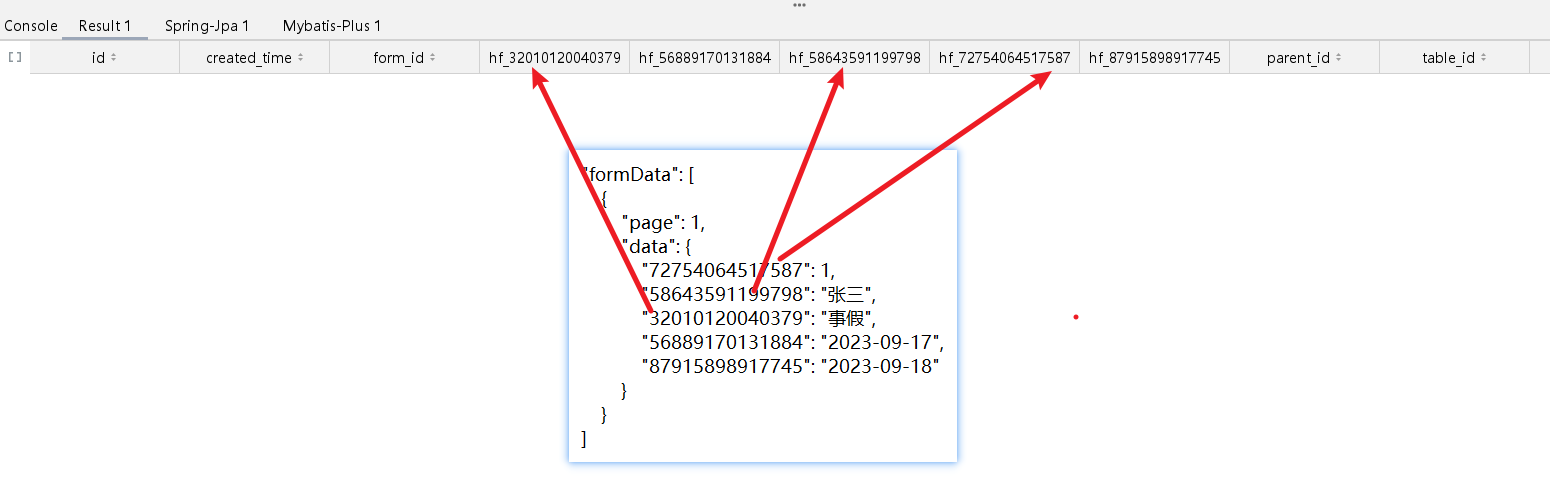 Console Result 1 Spring-Jpa 1 Mybatis-Plus 1
id created_time form_id hf_32010120040379 hf_56889170131884 hf_58643591199798 hf_72754064517587 hf_87915898917745 parent_id table_id
"formData": [
{
"page": 1,
"data": {
"72754064517587": 1,
"58643591199798": "张三",
"32010120040379": "事假",
"56889170131884": "2023-09-17",
"87915898917745": "2023-09-18"
}
}
]